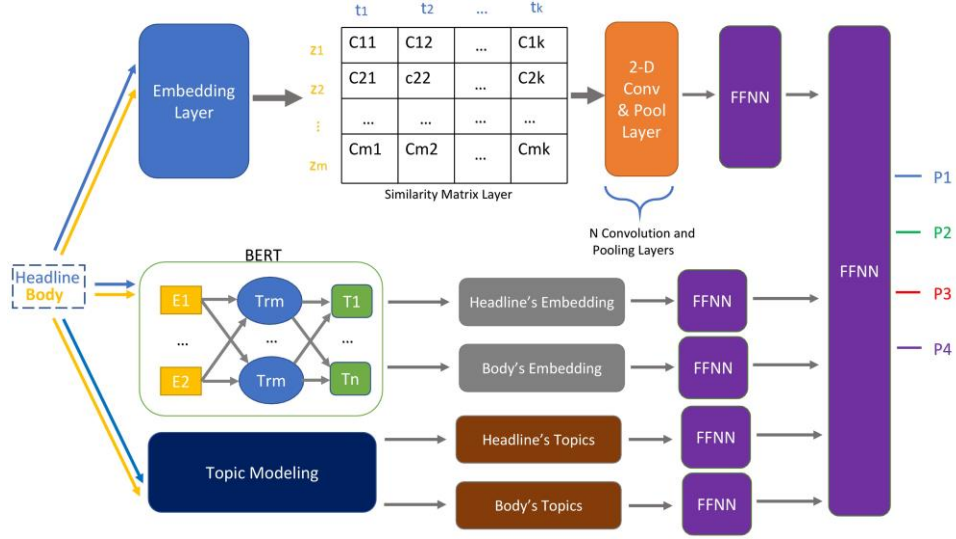 t1 t2 ... tk
z1 C11 C12 ... C1k
z2 C21 c22 ... C2k
⋮ ... ... ... ...
zm Cm1 Cm2 ... Cmk
Embedding
Layer
Similarity Matrix Layer
2-D
Conv
& Pool
Layer
N Convolution and
Pooling Layers
FFNN
Headline
Body
BERT
E1 Trm T1
... ... ...
E2 Trm Tn
Headline's Embedding
FFNN
Body's Embedding
FFNN
Topic Modeling
Headline's Topics
FFNN
Body's Topics
FFNN
FFNN
P1
P2
P3
P4